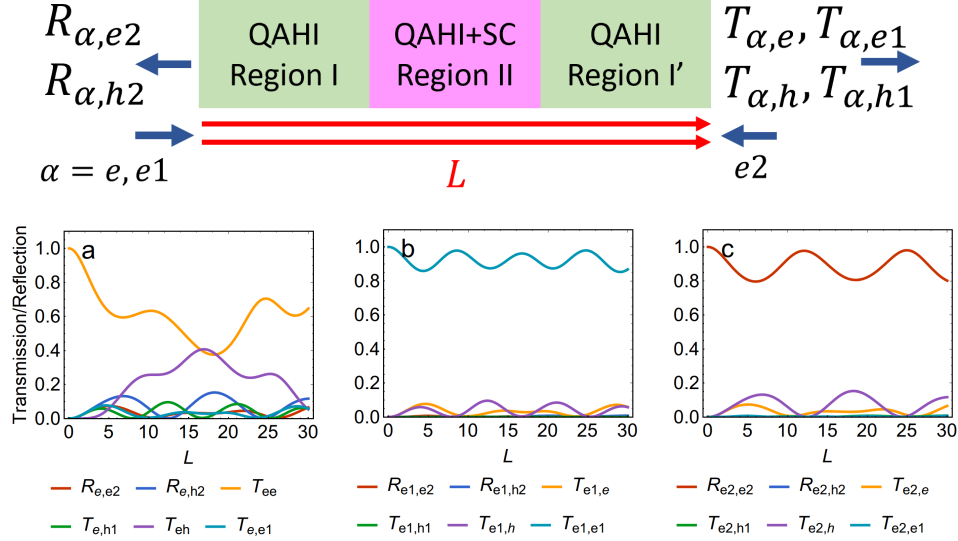 R_{α,e2}
R_{α,h2}
α = e, e1
QAHI
Region I
QAHI+SC
Region II
QAHI
Region I′
L
T_{α,e}, T_{α,e1}
T_{α,h}, T_{α,h1}
e2
Transmission/Reflection
a
1.0
0.8
0.6
0.4
0.2
0.0
0 5 10 15 20 25 30
L
R_{e,e2} R_{e,h2} T_{ee}
T_{e,h1} T_{eh} T_{e,e1}
b
1.0
0.8
0.6
0.4
0.2
0.0
0 5 10 15 20 25 30
L
R_{e1,e2} R_{e1,h2} T_{e1,e}
T_{e1,h1} T_{e1,h} T_{e1,e1}
c
1.0
0.8
0.6
0.4
0.2
0.0
0 5 10 15 20 25 30
L
R_{e2,e2} R_{e2,h2} T_{e2,e}
T_{e2,h1} T_{e2,h} T_{e2,e1}